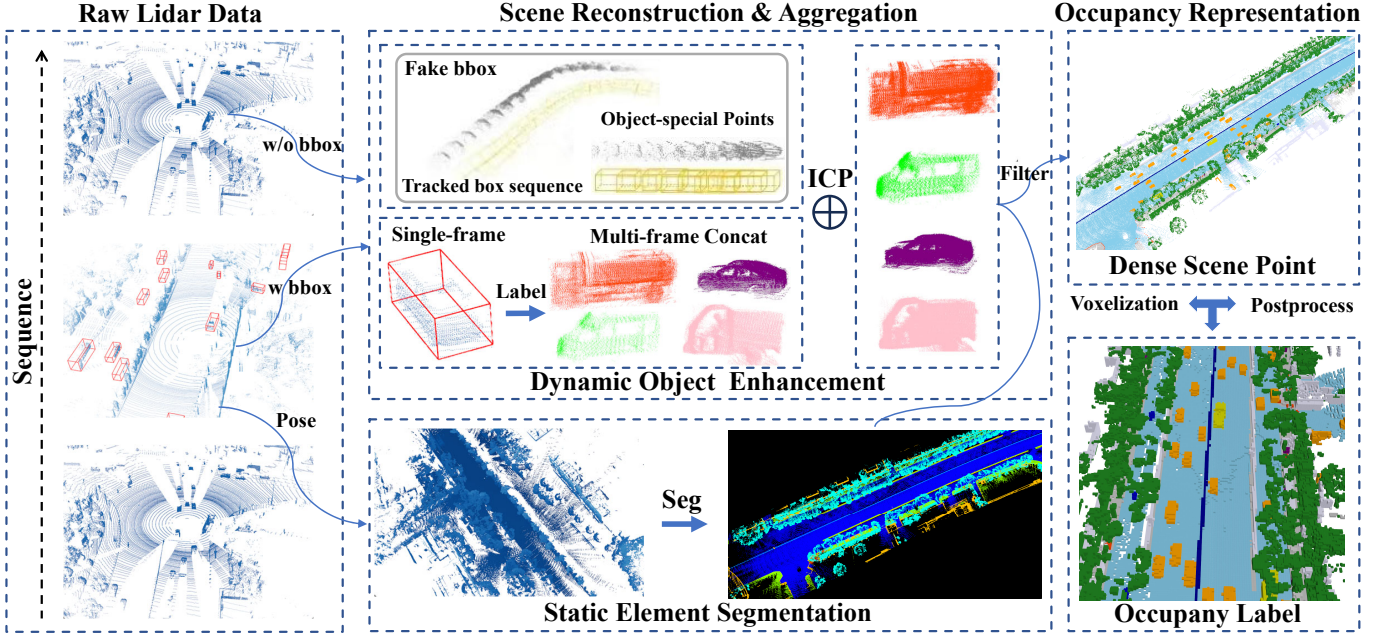 Raw Lidar Data
Scene Reconstruction & Aggregation
Occupancy Representation
Sequence
w/o bbox
w bbox
Pose
Fake bbox
Object-special Points
Tracked box sequence
ICP
Filter
Single-frame
Multi-frame Concat
Label
Dynamic Object Enhancement
Seg
Static Element Segmentation
Dense Scene Point
Voxelization
Postprocess
Occupany Label